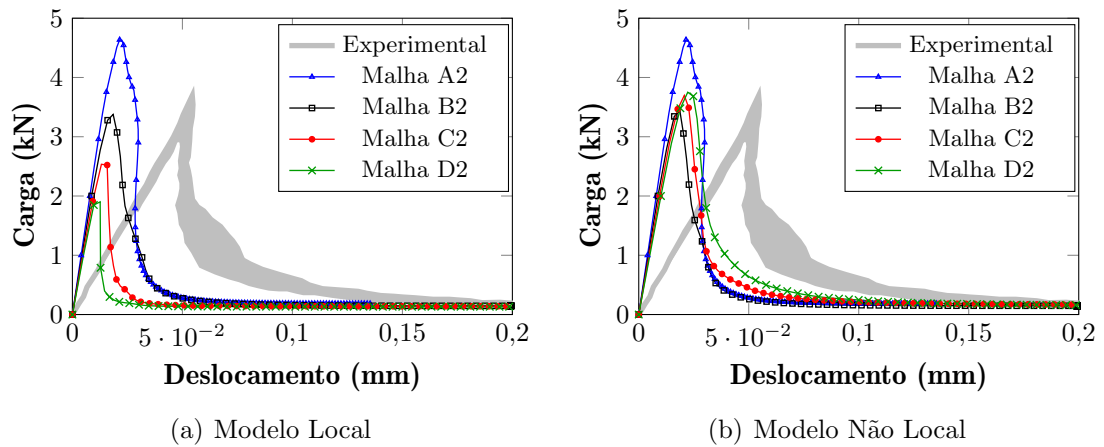 5
4
3
2
1
0
Carga (kN)
Experimental
Malha A2
Malha B2
Malha C2
Malha D2
0
5 · 10⁻²
0,1
0,15
0,2
Deslocamento (mm)
(a) Modelo Local
5
4
3
2
1
0
Carga (kN)
Experimental
Malha A2
Malha B2
Malha C2
Malha D2
0
5 · 10⁻²
0,1
0,15
0,2
Deslocamento (mm)
(b) Modelo Não Local